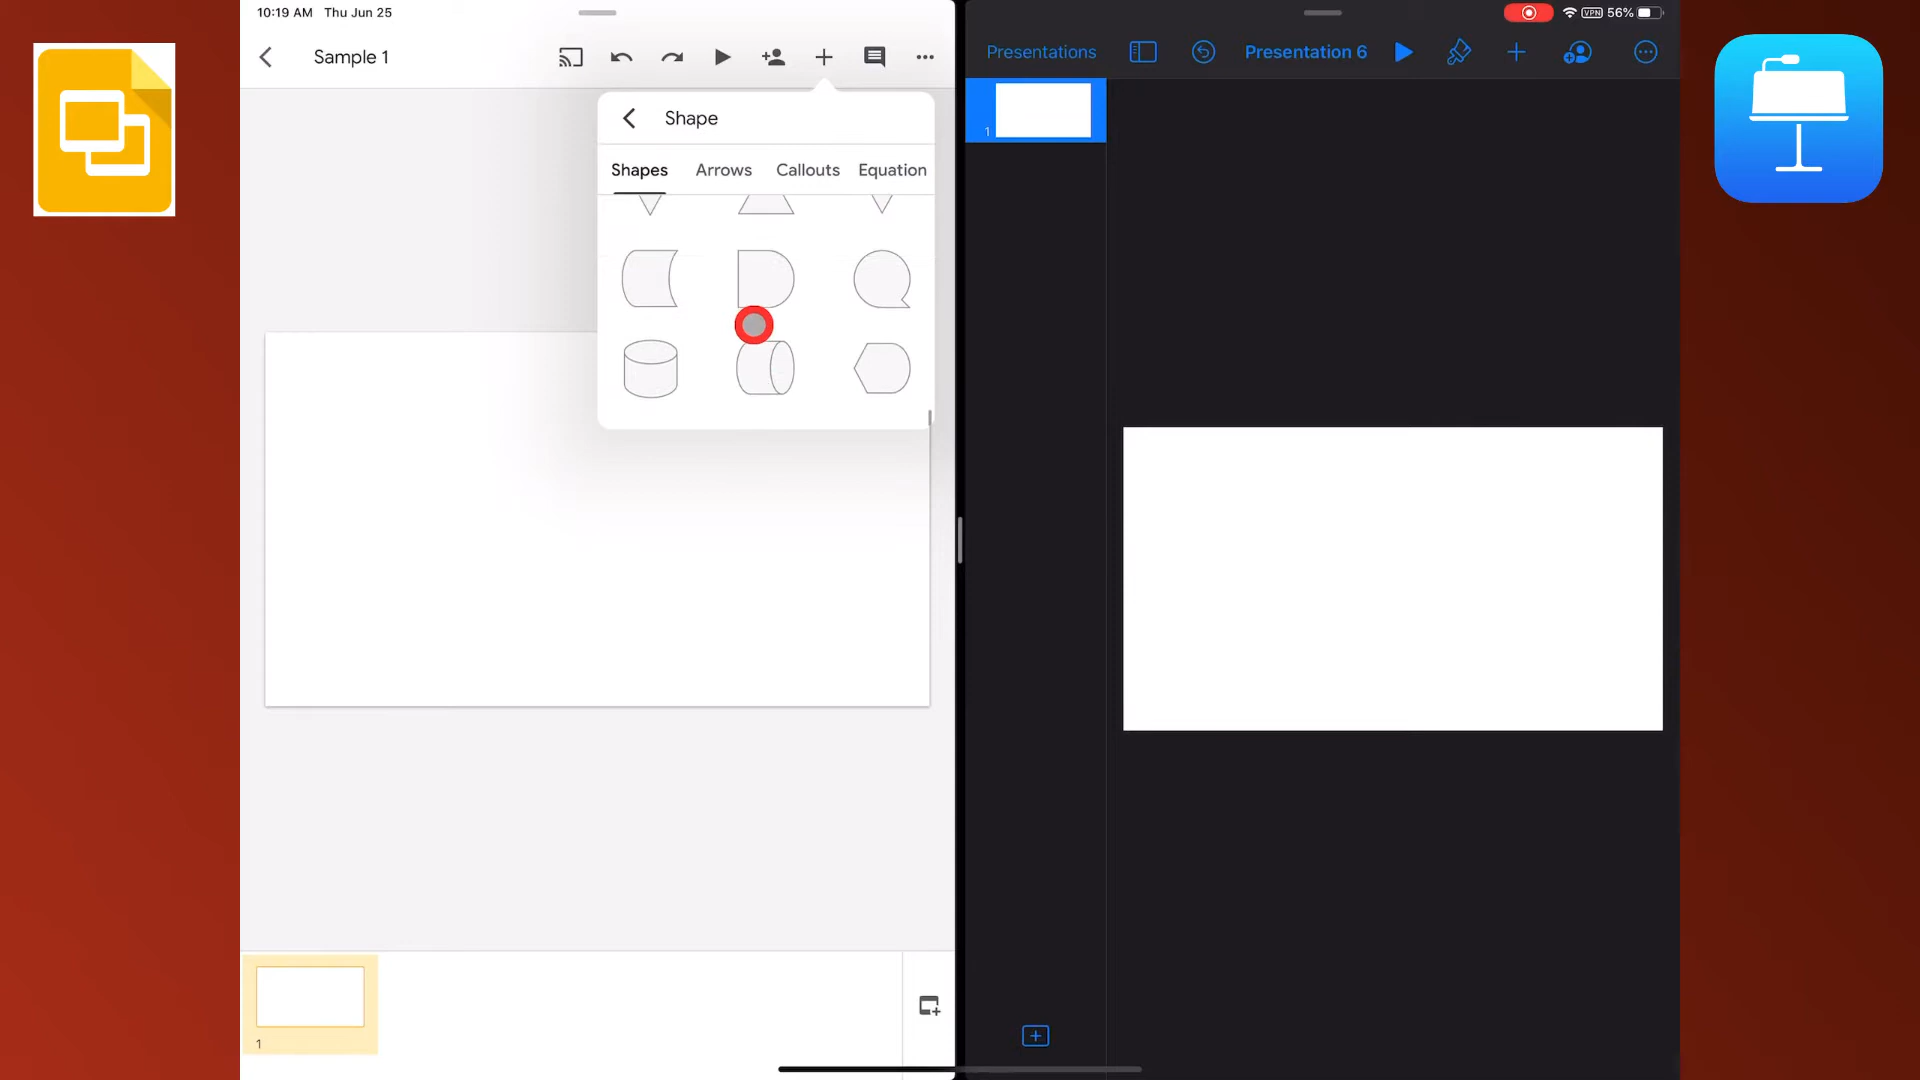 10:19 AM Thu Jun 25
Sample 1
Shape
Shapes Arrows Callouts Equation
1
VPN 56%
Presentations Presentation 6
1